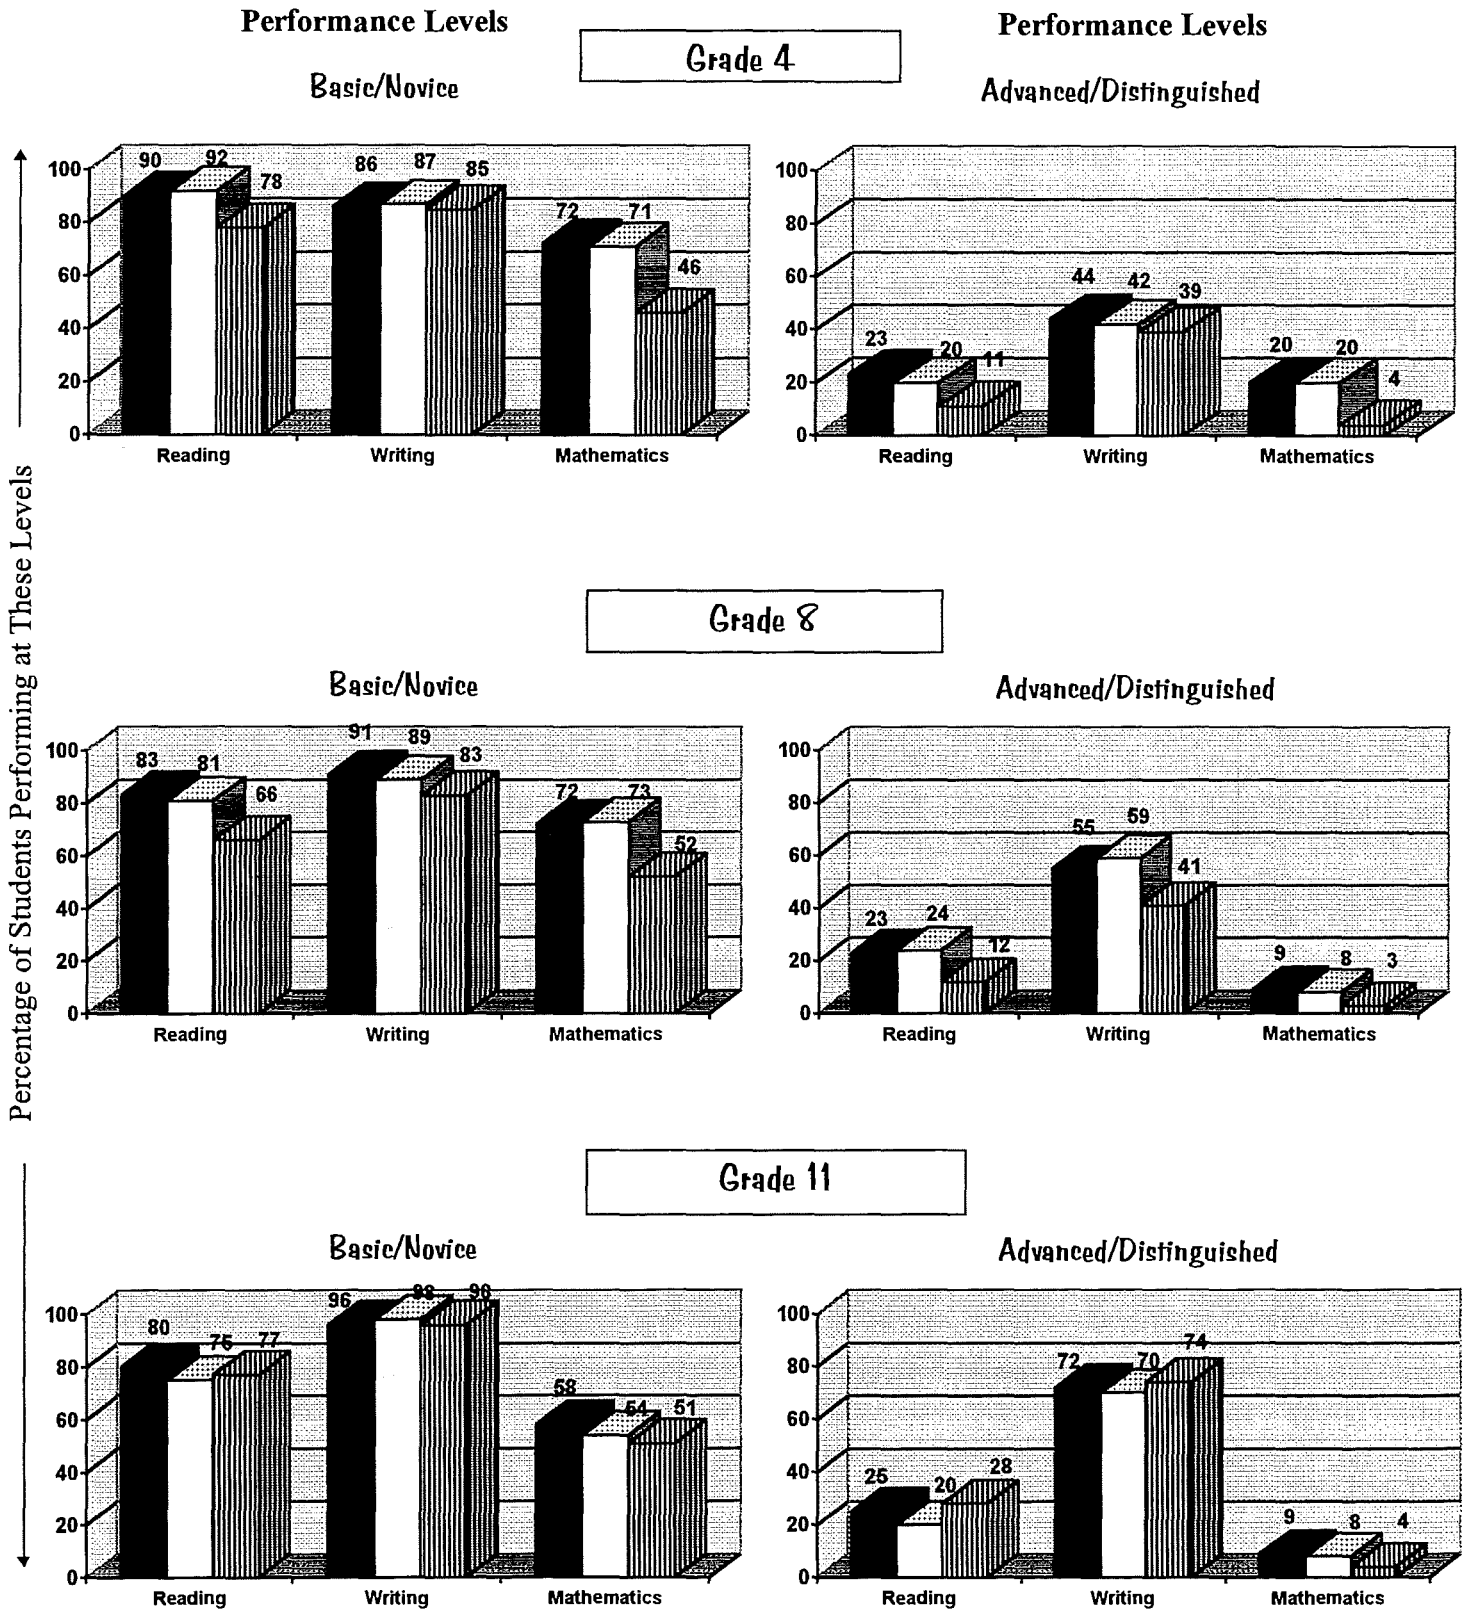 Performance Levels
Performance Levels
Grade 4
Basic/Novice
Advanced/Distinguished
Percentage of Students Performing at These Levels
100
80
60
40
20
0
90 92 78 86 87 85 72 71 46
Reading Writing Mathematics
100
80
60
40
20
0
23 20 11 44 42 39 20 20 4
Reading Writing Mathematics
Grade 8
Basic/Novice
Advanced/Distinguished
100
80
60
40
20
0
83 81 66 91 89 83 72 73 52
Reading Writing Mathematics
100
80
60
40
20
0
23 24 12 55 59 41 9 8 3
Reading Writing Mathematics
Grade 11
Basic/Novice
Advanced/Distinguished
100
80
60
40
20
0
80 75 77 96 98 96 58 54 51
Reading Writing Mathematics
100
80
60
40
20
0
25 20 28 72 70 74 9 8 4
Reading Writing Mathematics